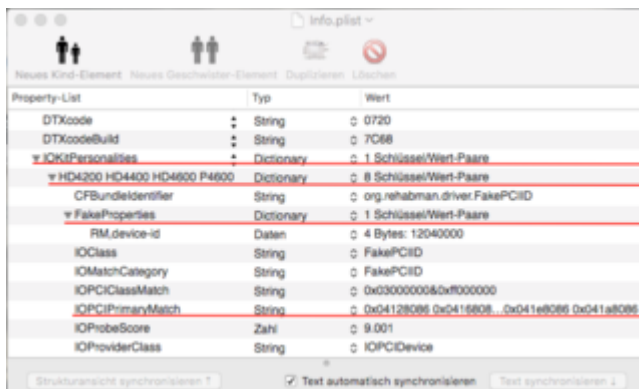 Info.plist
Neues Kind-Element Neues Geschwister-Element Duplizieren Löschen
Property-List Typ Wert
DTXcode String 0720
DTXcodeBuild String 7C68
IOKitPersonalities Dictionary 1 Schlüssel/Wert-Paare
HD4200 HD4400 HD4600 P4600 Dictionary 8 Schlüssel/Wert-Paare
CFBundleIdentifier String org.rehabman.driver.FakePCIID
FakeProperties Dictionary 1 Schlüssel/Wert-Paare
RM,device-id Daten 4 Bytes: 12040000
IOClass String FakePCIID
IOMatchCategory String FakePCIID
IOPCIClassMatch String 0x03000000&0xff000000
IOPCIPrimaryMatch String 0x04128086 0x0416808...0x041e8086 0x041a8086
IOProbeScore Zahl 9.001
IOProviderClass String IOPCIDevice
Strukturansicht synchronisieren ↑ Text automatisch synchronisieren Text synchronisieren ↓